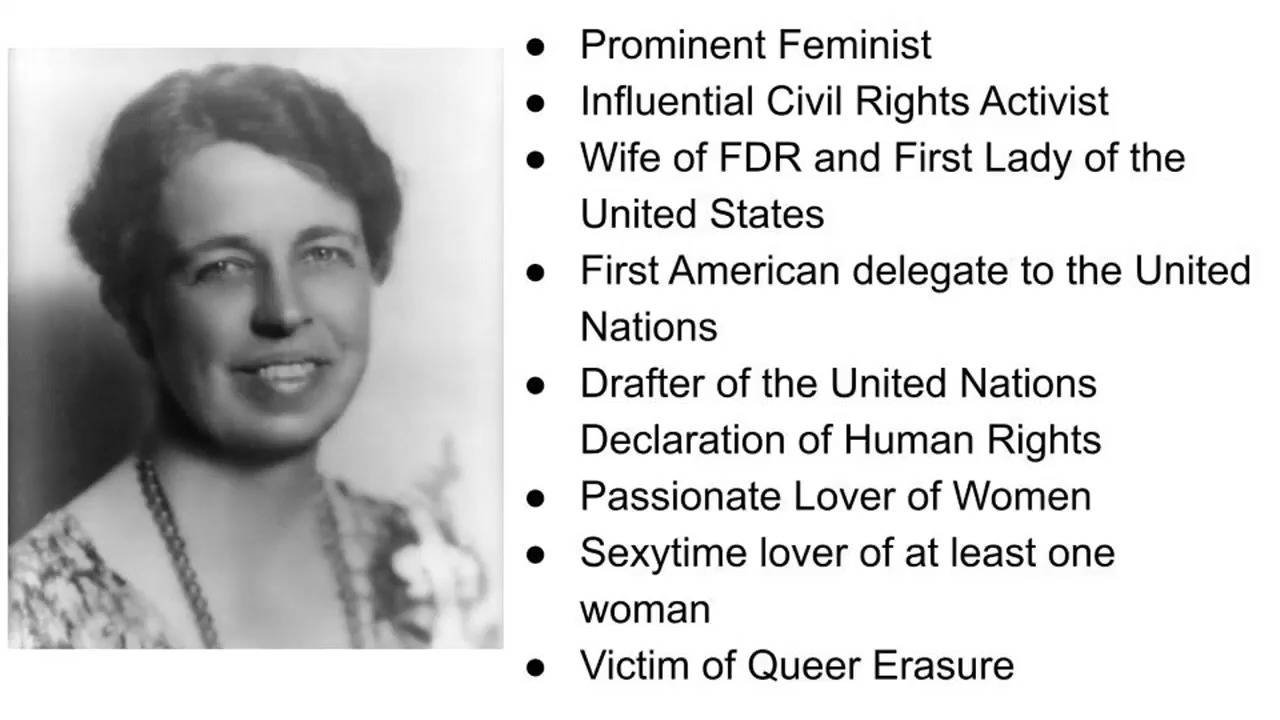 ● Prominent Feminist
● Influential Civil Rights Activist
● Wife of FDR and First Lady of the
United States
● First American delegate to the United
Nations
● Drafter of the United Nations
Declaration of Human Rights
● Passionate Lover of Women
● Sexytime lover of at least one
woman
● Victim of Queer Erasure